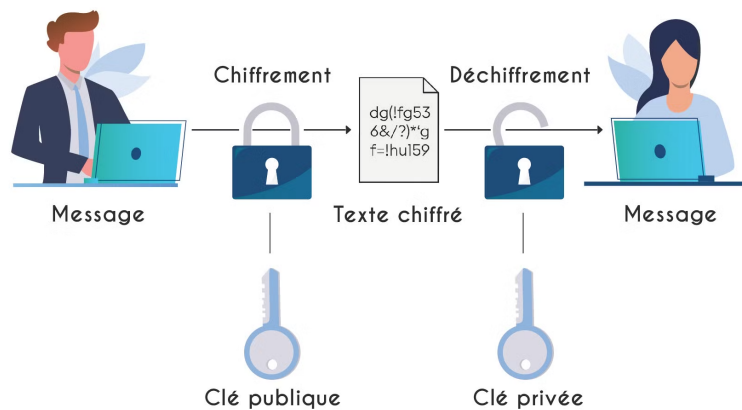 Chiffrement
Déchiffrement
dg(!fg53
6&/?)*'g
f=!hu159
Message
Texte chiffré
Message
Clé publique
Clé privée